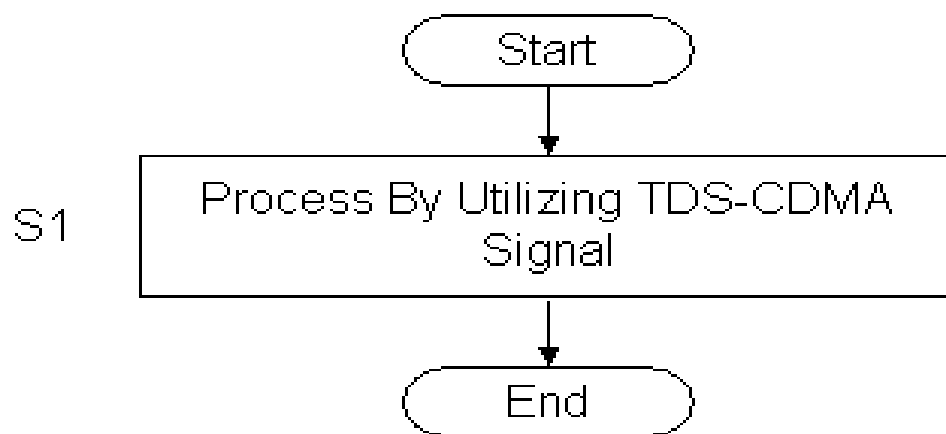 Start
S1
Process By Utilizing TDS-CDMA
Signal
End